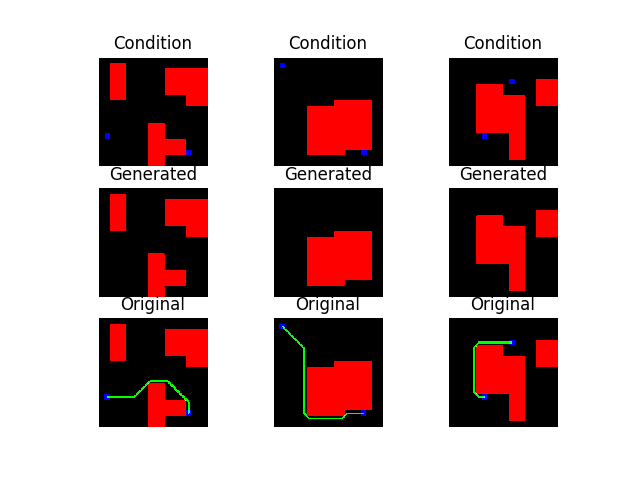 Condition Condition Condition
Generated Generated Generated
Original Original Original